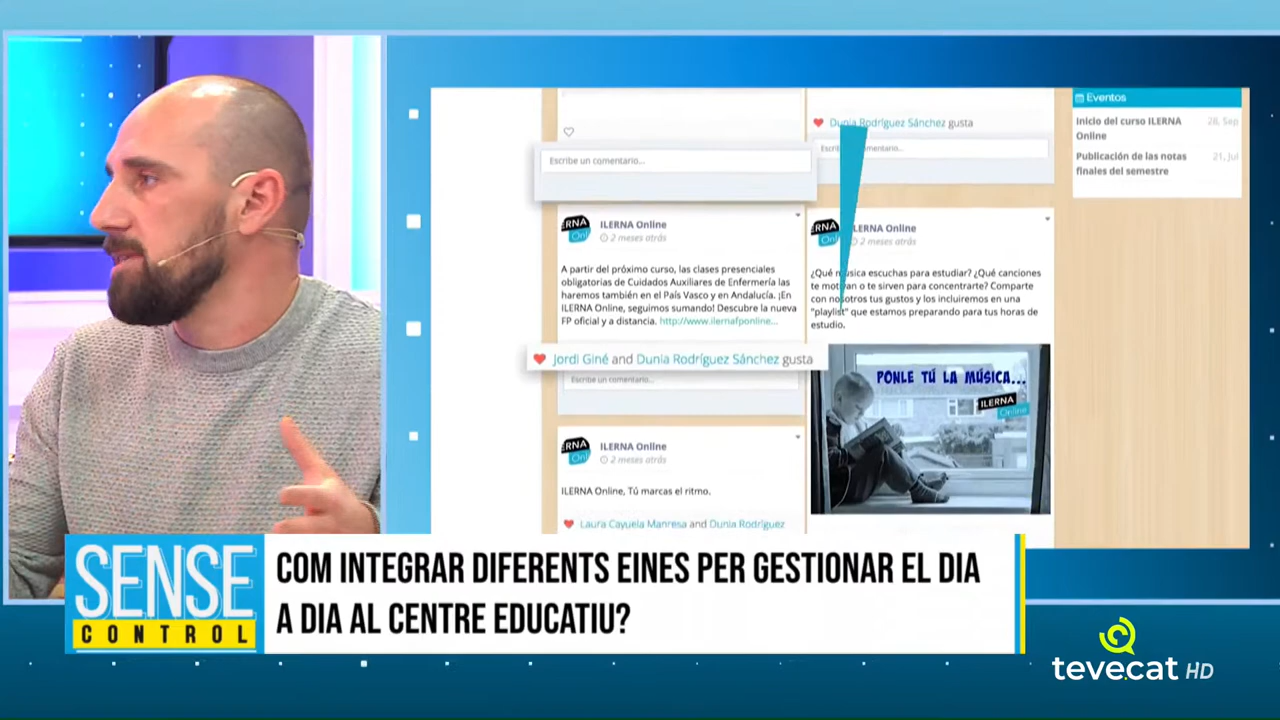 Escribe un comentario...
ILERNA Online
2 meses atrás
A partir del próximo curso, las clases presenciales
obligatorias de Cuidados Auxiliares de Enfermería las
haremos también en el País Vasco y en Andalucía. ¡En
ILERNA Online, seguimos sumando! Descubre la nueva
FP oficial y a distancia. http://www.ilernafponline...
Jordi Giné and Dunia Rodríguez Sánchez gusta
Escribe un comentario...
ILERNA Online
2 meses atrás
ILERNA Online, Tú marcas el ritmo.
Laura Cayuela Manresa and Dunia Rodríguez
Dunia Rodríguez Sánchez gusta
ILERNA Online
2 meses atrás
¿Qué música escuchas para estudiar? ¿Qué canciones
te motivan o te sirven para concentrarte? Comparte
con nosotros tus gustos y los incluiremos en una
"playlist" que estamos preparando para tus horas de
estudio.
PONLE TÚ LA MÚSICA...
ILERNA
Online
Eventos
Inicio del curso ILERNA 28, Sep
Online
Publicación de las notas 21, Jul
finales del semestre
SENSE
CONTROL
COM INTEGRAR DIFERENTS EINES PER GESTIONAR EL DIA
A DIA AL CENTRE EDUCATIU?
tevecat HD